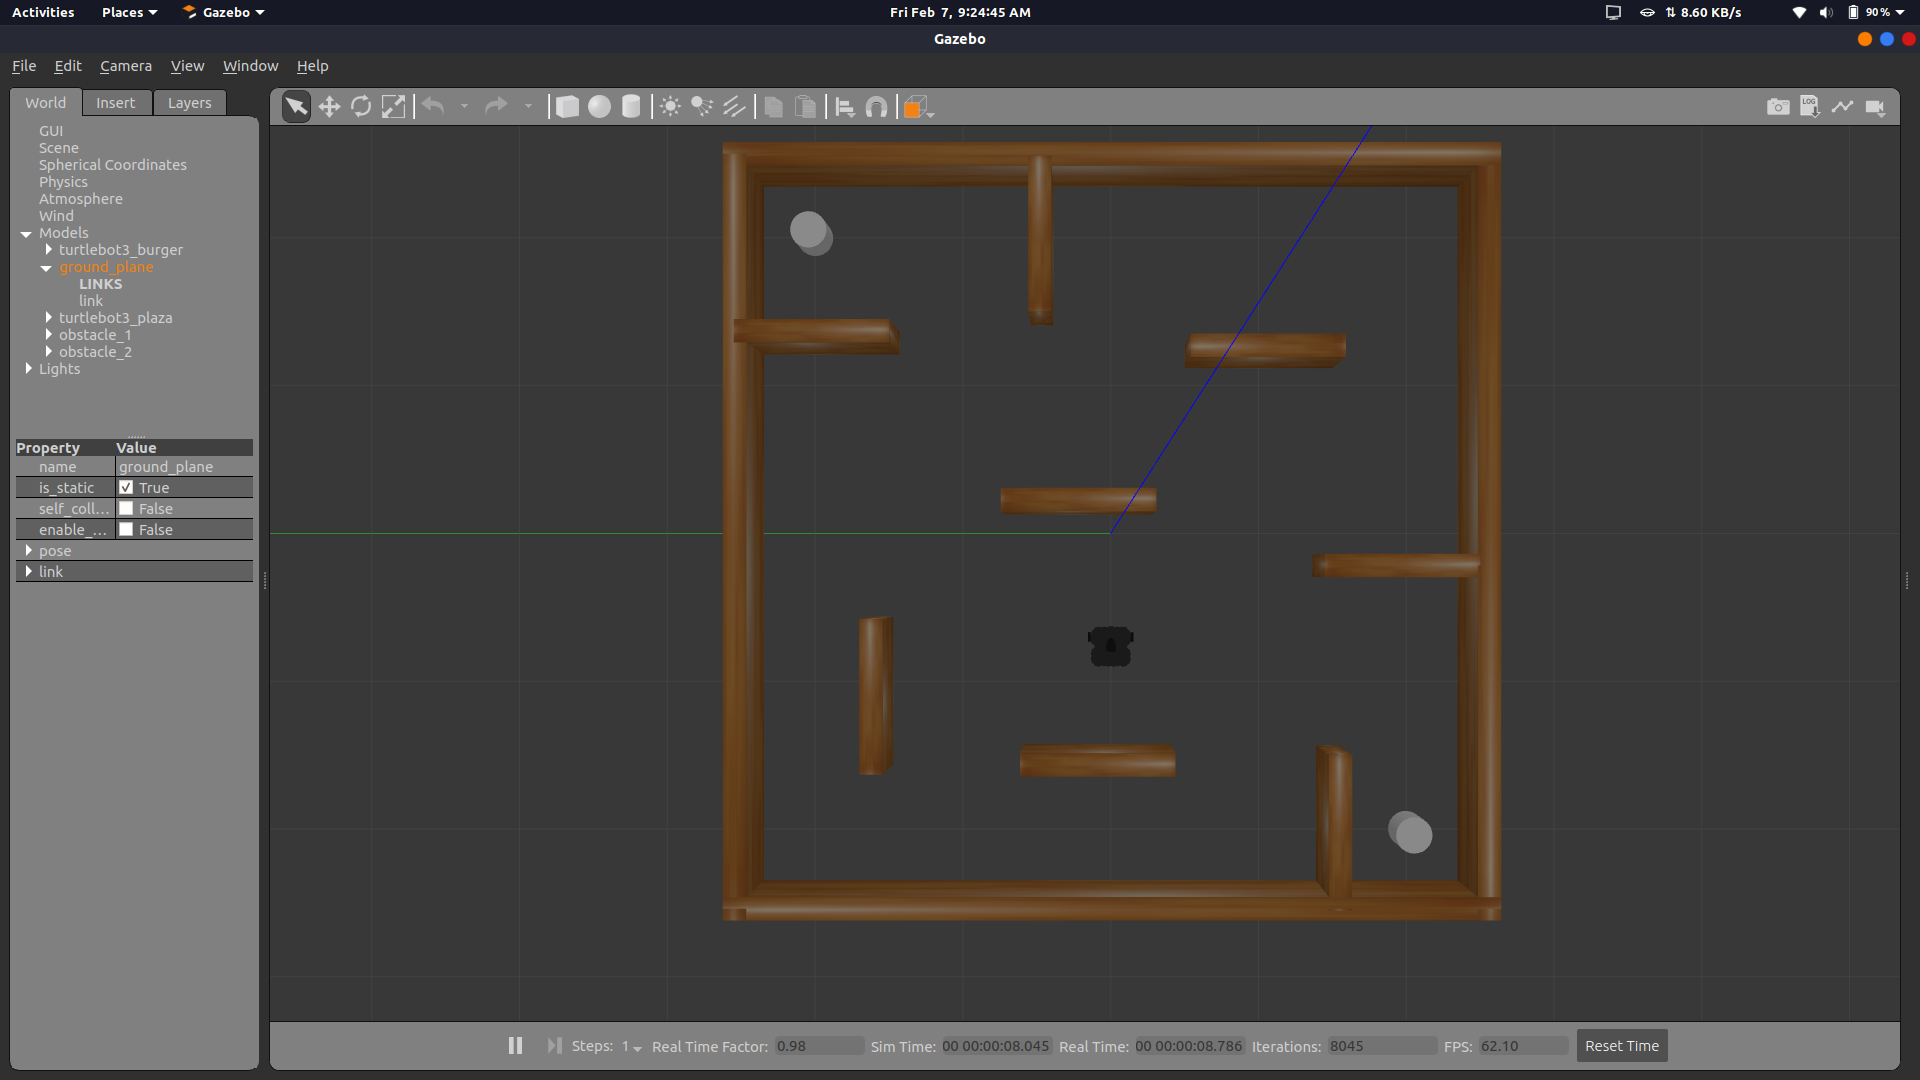 Activities Places Gazebo Fri Feb 7, 9:24:45 AM 8.60 KB/s 90%
Gazebo
File Edit Camera View Window Help
World Insert Layers
LOG
GUI
Scene
Spherical Coordinates
Physics
Atmosphere
Wind
Models
turtlebot3_burger
ground_plane
LINKS
link
turtlebot3_plaza
obstacle_1
obstacle_2
Lights
Property Value
name ground_plane
is_static True
self_coll... False
enable_... False
pose
link
Steps: 1 Real Time Factor: 0.98 Sim Time: 00 00:00:08.045 Real Time: 00 00:00:08.786 Iterations: 8045 FPS: 62.10 Reset Time